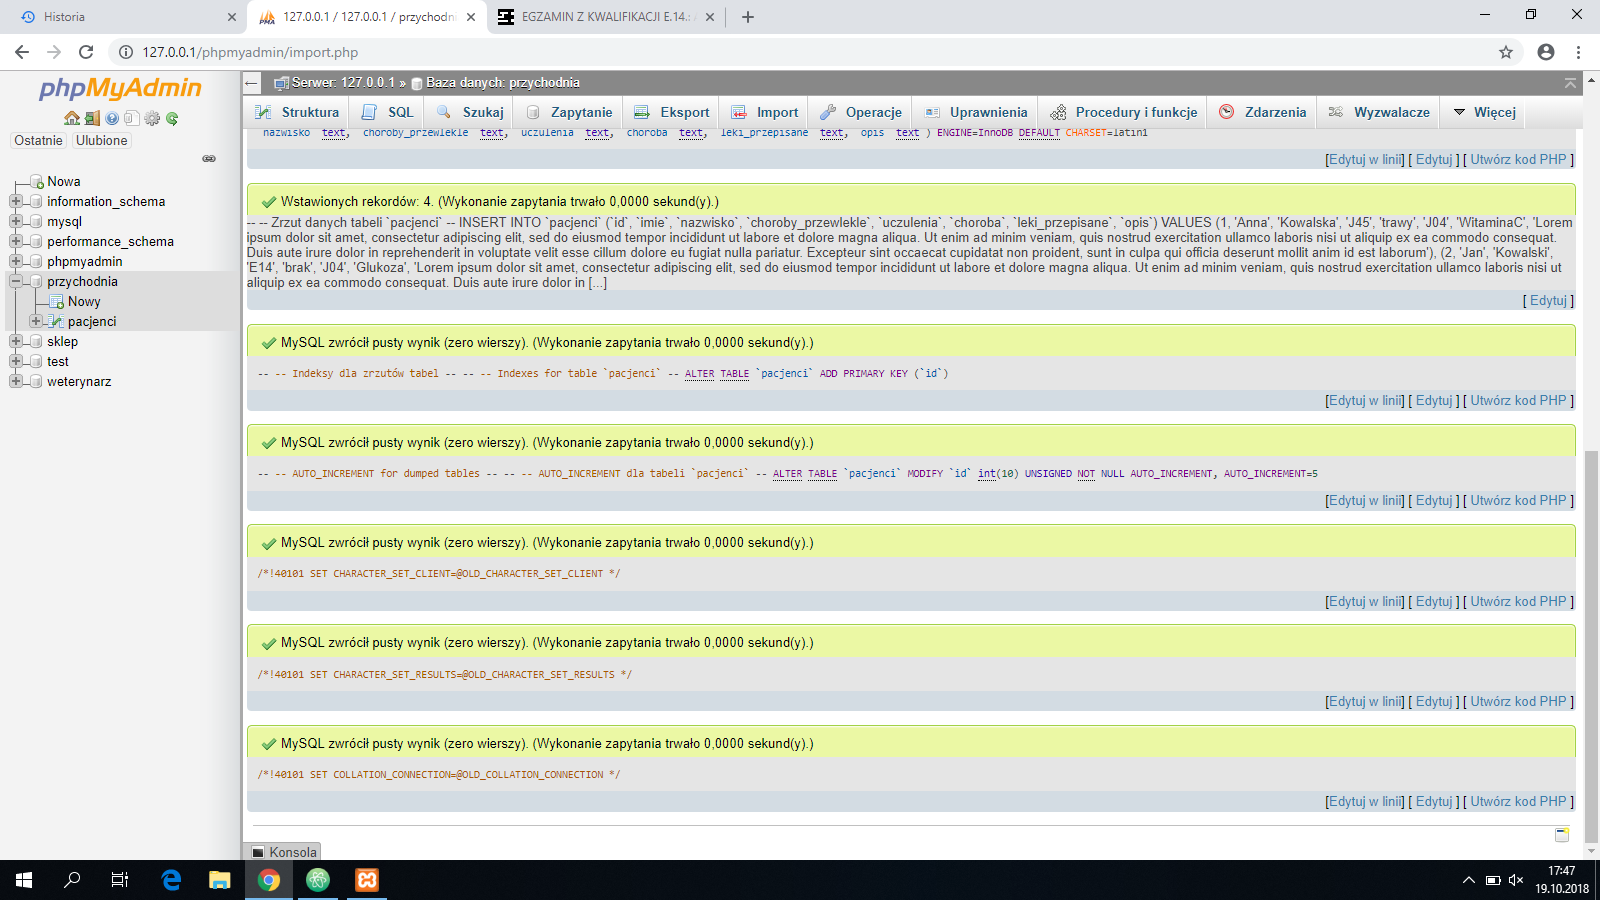 Historia
127.0.0.1 / 127.0.0.1 / przychodni
EGZAMIN Z KWALIFIKACJI E.14.:
127.0.0.1/phpmyadmin/import.php
phpMyAdmin
Ostatnie Ulubione
Nowa
information_schema
mysql
performance_schema
phpmyadmin
przychodnia
Nowy
pacjenci
sklep
test
weterynarz
Serwer: 127.0.0.1 » Baza danych: przychodnia
Struktura SQL Szukaj Zapytanie Eksport Import Operacje Uprawnienia Procedury i funkcje Zdarzenia Wyzwalacze Więcej
`nazwisko` text, `choroby_przewlekle` text, `uczulenia` text, `choroba` text, `leki_przepisane` text, `opis` text ) ENGINE=InnoDB DEFAULT CHARSET=latin1
[Edytuj w linii] [ Edytuj ] [ Utwórz kod PHP ]
Wstawionych rekordów: 4. (Wykonanie zapytania trwało 0,0000 sekund(y).)
-- -- Zrzut danych tabeli `pacjenci` -- INSERT INTO `pacjenci` (`id`, `imie`, `nazwisko`, `choroby_przewlekle`, `uczulenia`, `choroba`, `leki_przepisane`, `opis`) VALUES (1, 'Anna', 'Kowalska', 'J45', 'trawy', 'J04', 'WitaminaC', 'Lorem
ipsum dolor sit amet, consectetur adipiscing elit, sed do eiusmod tempor incididunt ut labore et dolore magna aliqua. Ut enim ad minim veniam, quis nostrud exercitation ullamco laboris nisi ut aliquip ex ea commodo consequat.
Duis aute irure dolor in reprehenderit in voluptate velit esse cillum dolore eu fugiat nulla pariatur. Excepteur sint occaecat cupidatat non proident, sunt in culpa qui officia deserunt mollit anim id est laborum'), (2, 'Jan', 'Kowalski',
'E14', 'brak', 'J04', 'Glukoza', 'Lorem ipsum dolor sit amet, consectetur adipiscing elit, sed do eiusmod tempor incididunt ut labore et dolore magna aliqua. Ut enim ad minim veniam, quis nostrud exercitation ullamco laboris nisi ut
aliquip ex ea commodo consequat. Duis aute irure dolor in [...]
[ Edytuj ]
MySQL zwrócił pusty wynik (zero wierszy). (Wykonanie zapytania trwało 0,0000 sekund(y).)
-- -- Indeksy dla zrzutów tabel -- -- -- Indexes for table `pacjenci` -- ALTER TABLE `pacjenci` ADD PRIMARY KEY (`id`)
[Edytuj w linii] [ Edytuj ] [ Utwórz kod PHP ]
MySQL zwrócił pusty wynik (zero wierszy). (Wykonanie zapytania trwało 0,0000 sekund(y).)
-- -- AUTO_INCREMENT for dumped tables -- -- -- AUTO_INCREMENT dla tabeli `pacjenci` -- ALTER TABLE `pacjenci` MODIFY `id` int(10) UNSIGNED NOT NULL AUTO_INCREMENT, AUTO_INCREMENT=5
[Edytuj w linii] [ Edytuj ] [ Utwórz kod PHP ]
MySQL zwrócił pusty wynik (zero wierszy). (Wykonanie zapytania trwało 0,0000 sekund(y).)
/*!40101 SET CHARACTER_SET_CLIENT=@OLD_CHARACTER_SET_CLIENT */
[Edytuj w linii] [ Edytuj ] [ Utwórz kod PHP ]
MySQL zwrócił pusty wynik (zero wierszy). (Wykonanie zapytania trwało 0,0000 sekund(y).)
/*!40101 SET CHARACTER_SET_RESULTS=@OLD_CHARACTER_SET_RESULTS */
[Edytuj w linii] [ Edytuj ] [ Utwórz kod PHP ]
MySQL zwrócił pusty wynik (zero wierszy). (Wykonanie zapytania trwało 0,0000 sekund(y).)
/*!40101 SET COLLATION_CONNECTION=@OLD_COLLATION_CONNECTION */
[Edytuj w linii] [ Edytuj ] [ Utwórz kod PHP ]
Konsola
17:47
19.10.2018